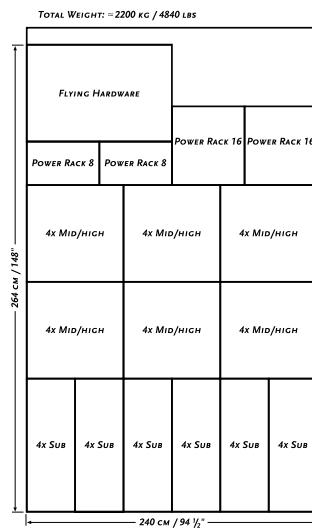 Total Weight: ≈ 2200 kg / 4840 lbs
Flying Hardware
Power Rack 16 Power Rack 16
Power Rack 8 Power Rack 8
4x Mid/high 4x Mid/high 4x Mid/high
264 cm / 148"
4x Mid/high 4x Mid/high 4x Mid/high
4x Sub 4x Sub 4x Sub 4x Sub 4x Sub 4x Sub
240 cm / 94 ½"